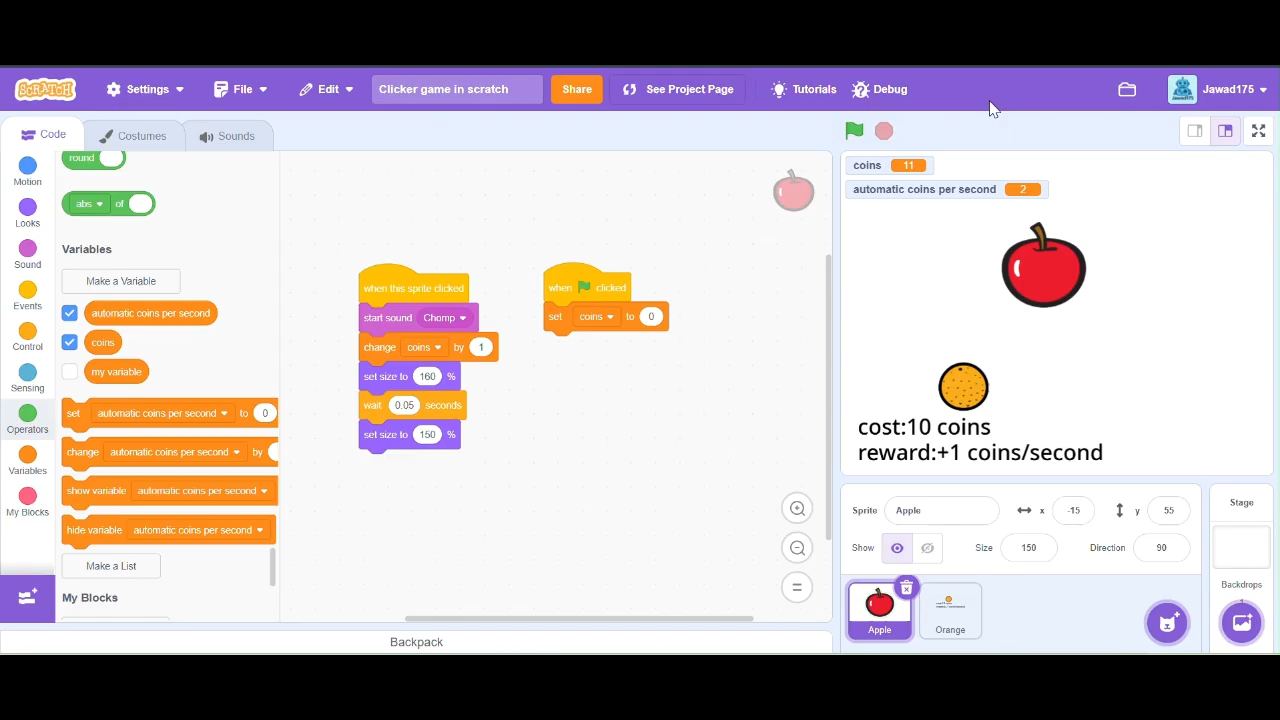 SCRATCH Settings File Edit Clicker game in scratch Share See Project Page Tutorials Debug Jawad175
Code Costumes Sounds
Motion
Looks
Sound
Events
Control
Sensing
Operators
Variables
My Blocks
round
abs of
Variables
Make a Variable
automatic coins per second
coins
my variable
set automatic coins per second to 0
change automatic coins per second by
show variable automatic coins per second
hide variable automatic coins per second
Make a List
My Blocks
when this sprite clicked
start sound Chomp
change coins by 1
set size to 160 %
wait 0.05 seconds
set size to 150 %
when clicked
set coins to 0
Backpack
coins 11
automatic coins per second 2
cost:10 coins
reward:+1 coins/second
Sprite Apple x -15 y 55
Show Size 150 Direction 90
Apple
Orange
Stage
Backdrops